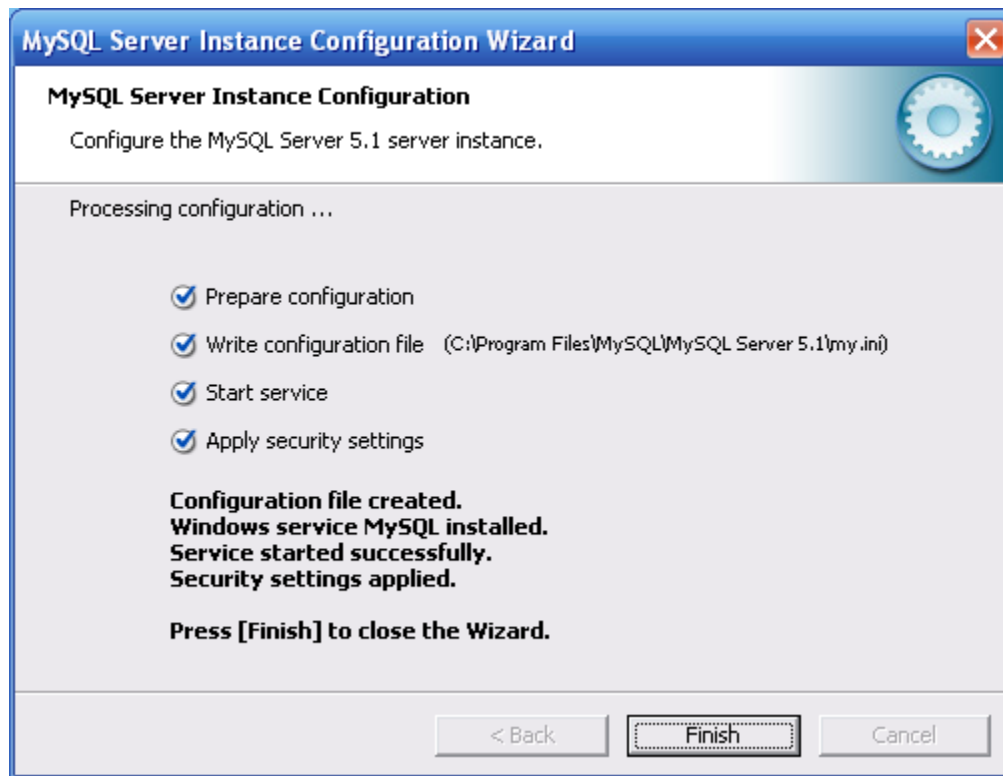 MySQL Server Instance Configuration Wizard
MySQL Server Instance Configuration
Configure the MySQL Server 5.1 server instance.
Processing configuration ...
Prepare configuration
Write configuration file (C:\Program Files\MySQL\MySQL Server 5.1\my.ini)
Start service
Apply security settings
Configuration file created.
Windows service MySQL installed.
Service started successfully.
Security settings applied.
Press [Finish] to close the Wizard.
< Back Finish Cancel